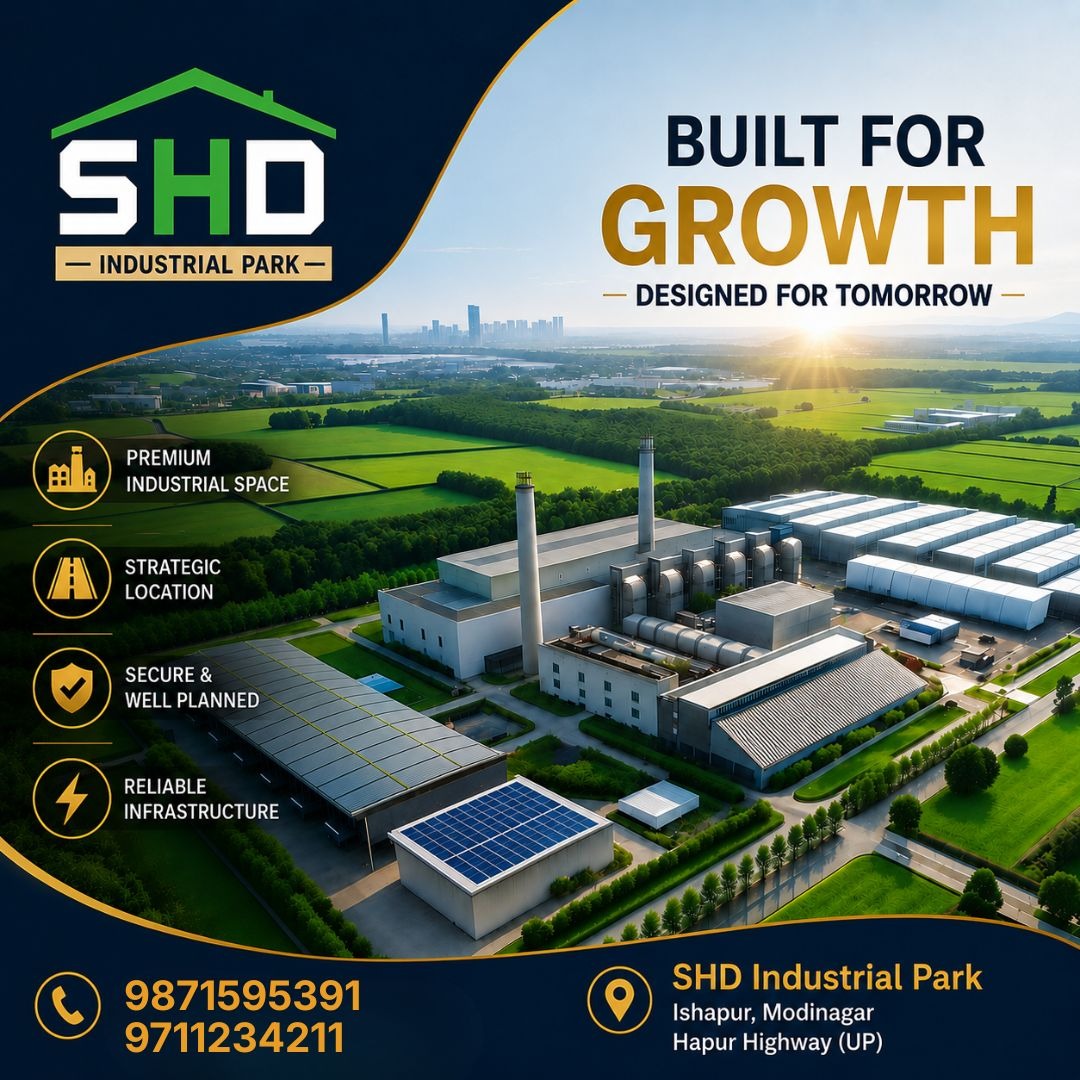 SHD
— INDUSTRIAL PARK —
BUILT FOR
GROWTH
— DESIGNED FOR TOMORROW —
PREMIUM
INDUSTRIAL SPACE
STRATEGIC
LOCATION
SECURE &
WELL PLANNED
RELIABLE
INFRASTRUCTURE
9871595391
9711234211
SHD Industrial Park
Ishapur, Modinagar
Hapur Highway (UP)